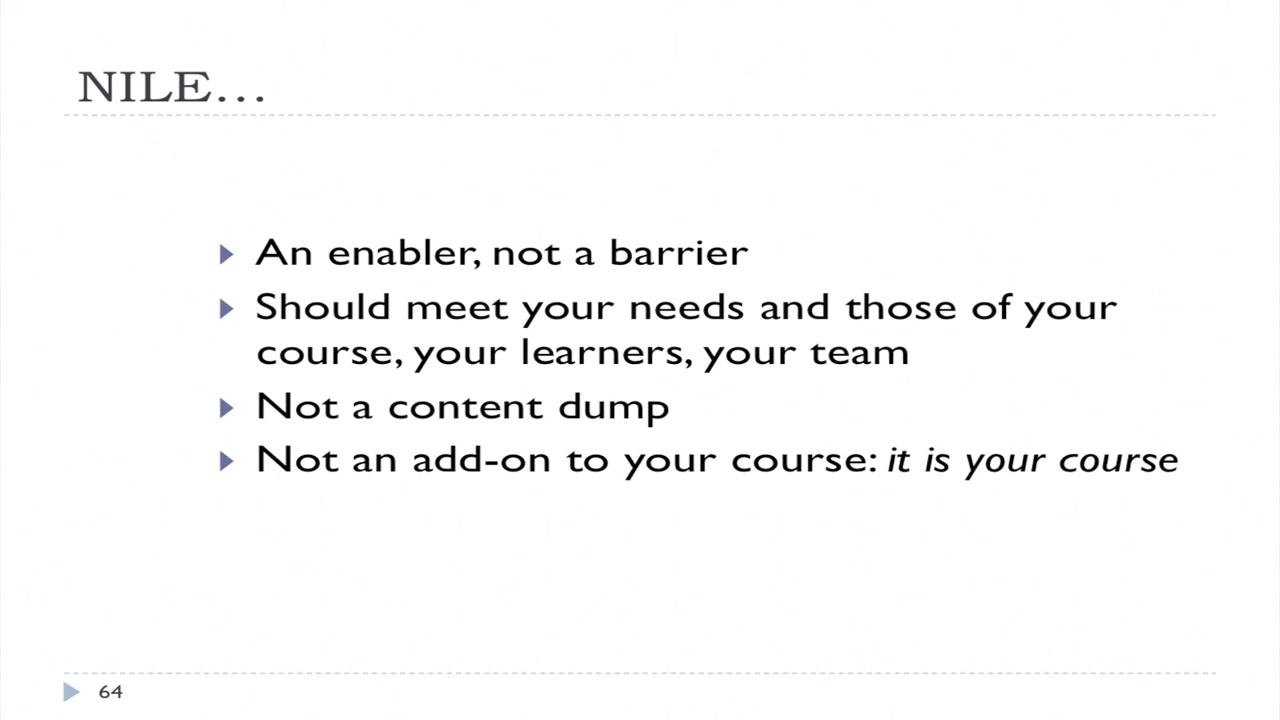 NILE…
An enabler, not a barrier
Should meet your needs and those of your
course, your learners, your team
Not a content dump
Not an add-on to your course: it is your course
64